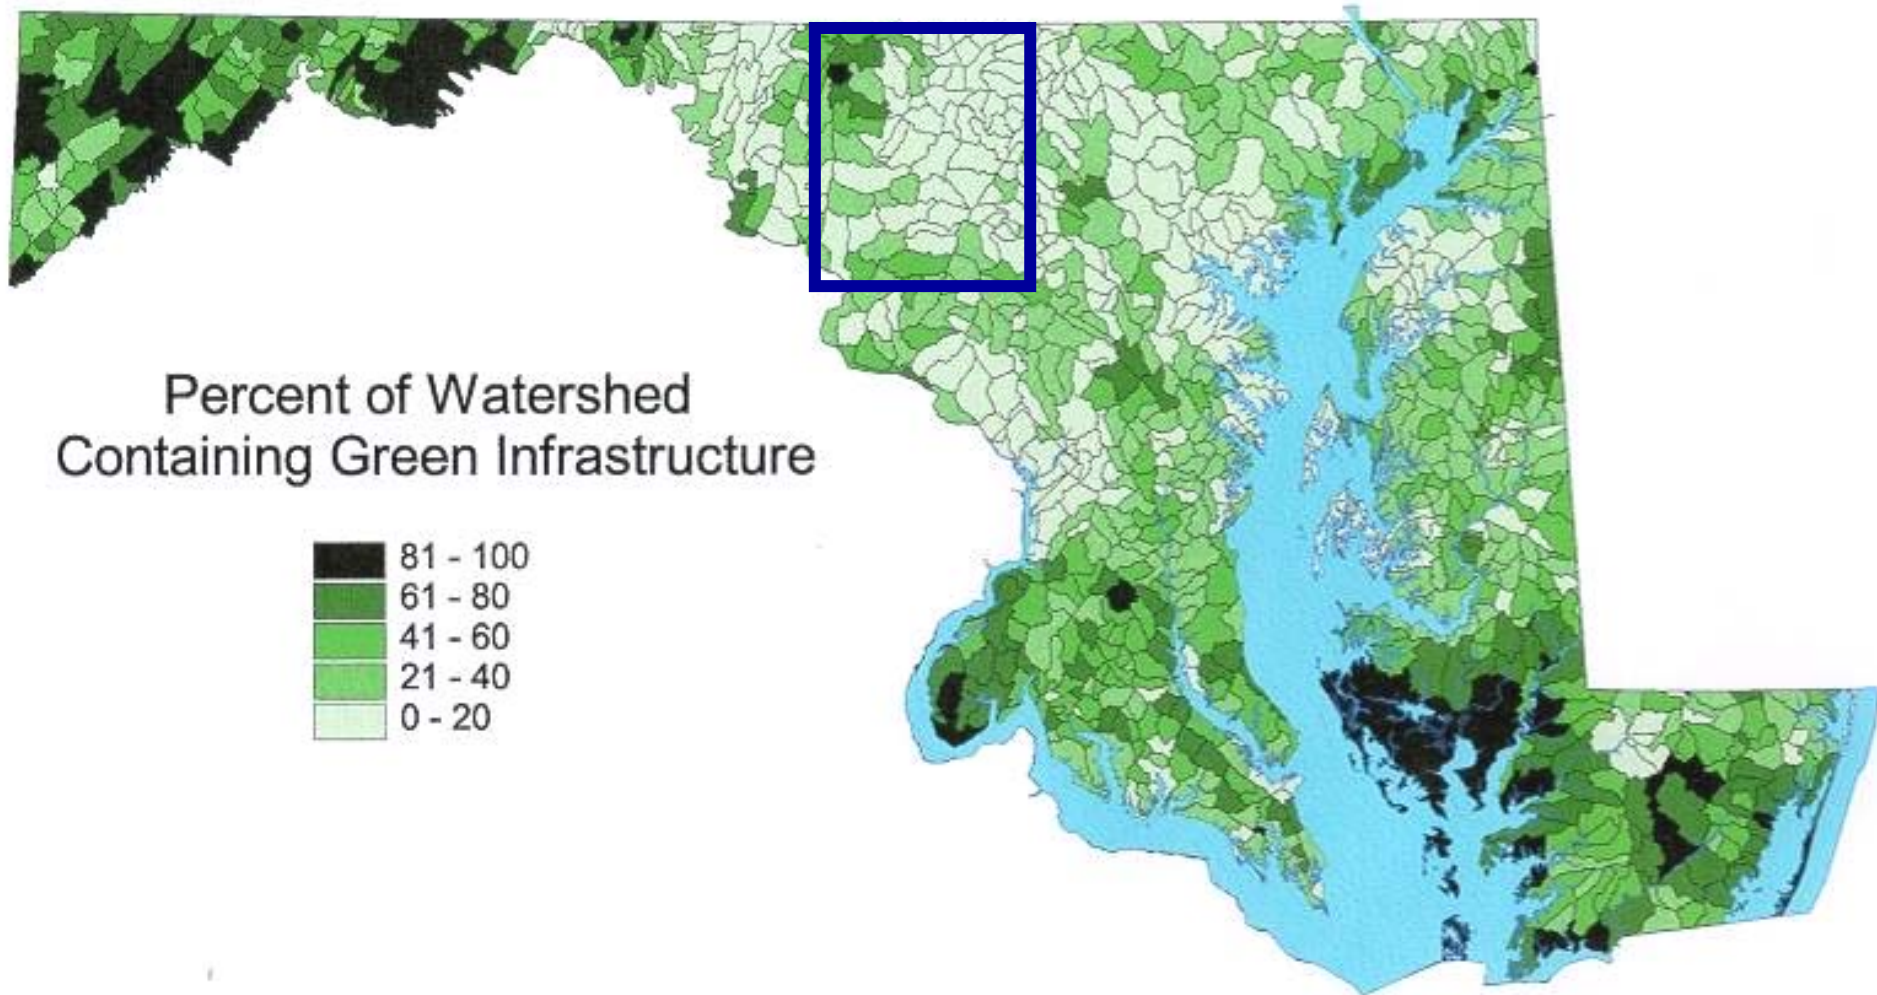 Percent of Watershed
Containing Green Infrastructure
81 - 100
61 - 80
41 - 60
21 - 40
0 - 20